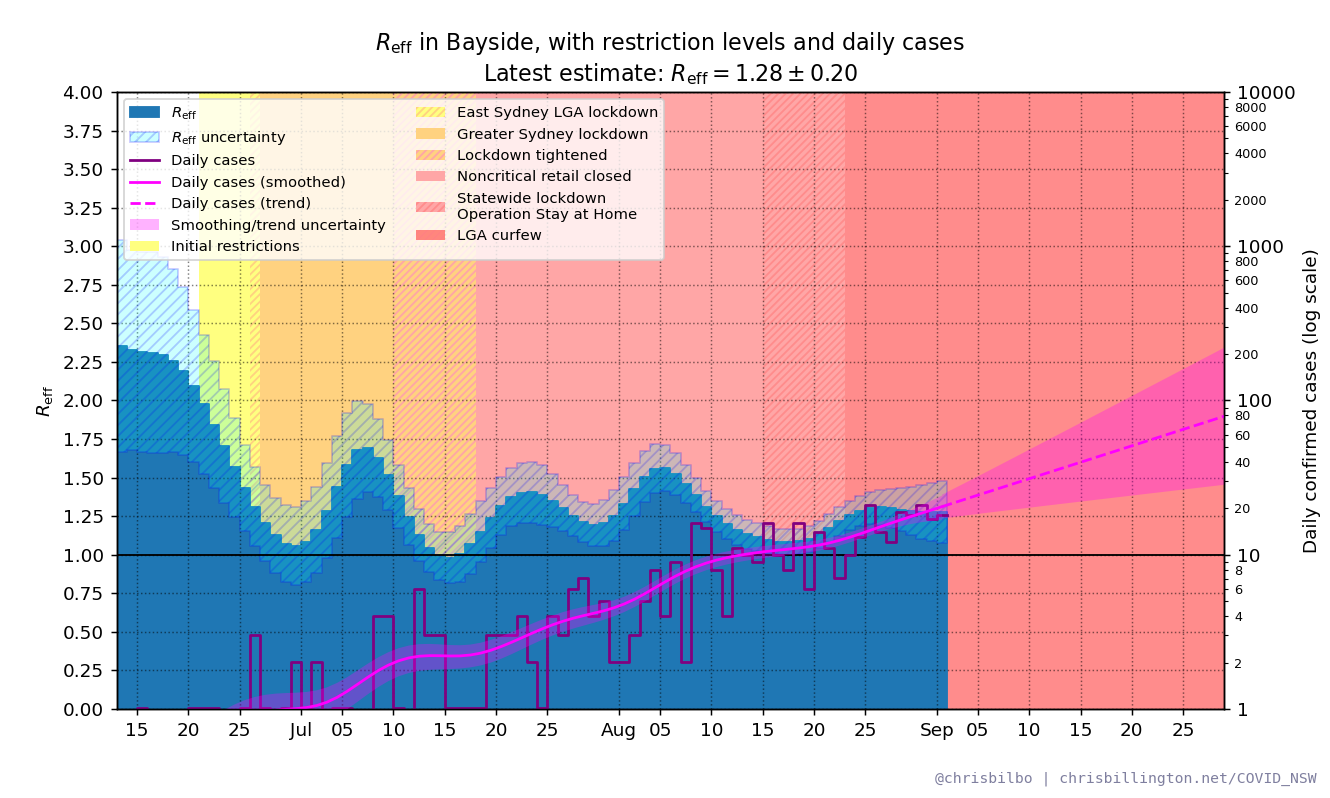 R_eff in Bayside, with restriction levels and daily cases
Latest estimate: R_eff = 1.28 ± 0.20
R_eff
R_eff uncertainty
Daily cases
Daily cases (smoothed)
Daily cases (trend)
Smoothing/trend uncertainty
Initial restrictions
East Sydney LGA lockdown
Greater Sydney lockdown
Lockdown tightened
Noncritical retail closed
Statewide lockdown
Operation Stay at Home
LGA curfew
R_eff
4.00
3.75
3.50
3.25
3.00
2.75
2.50
2.25
2.00
1.75
1.50
1.25
1.00
0.75
0.50
0.25
0.00
15 20 25 Jul 05 10 15 20 25 Aug 05 10 15 20 25 Sep 05 10 15 20 25
10000
8000
6000
4000
2000
1000
800
600
400
200
100
80
60
40
20
10
8
6
4
2
1
Daily confirmed cases (log scale)
@chrisbilbo | chrisbillington.net/COVID_NSW